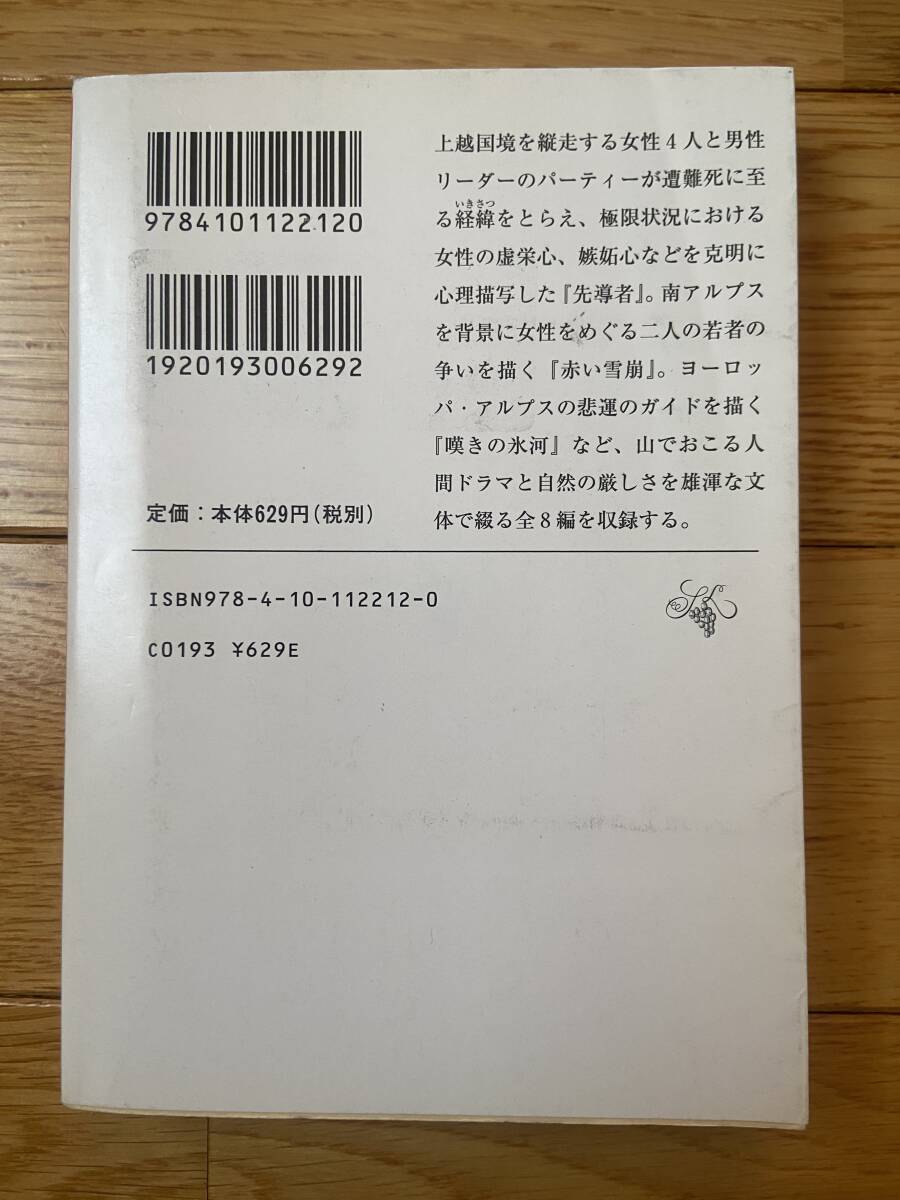 9784101122120
1920193006292
定価：本体629円（税別）
上越国境を縦走する女性4人と男性
リーダーのパーティーが遭難死に至
いきさつ
る経緯をとらえ、極限状況における
女性の虚栄心、嫉妬心などを克明に
心理描写した『先導者』。南アルプス
を背景に女性をめぐる二人の若者の
争いを描く『赤い雪崩』。ヨーロッ
パ・アルプスの悲運のガイドを描く
『嘆きの氷河』など、山でおこる人
間ドラマと自然の厳しさを雄渾な文
体で綴る全8編を収録する。
ISBN978-4-10-112212-0
C0193 ¥629E